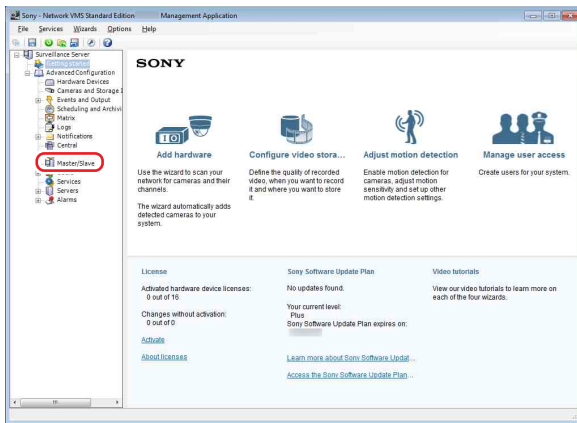 Sony - Network VMS Standard Edition Management Application
File Services Wizards Options Help
Surveillance Server
Getting started
Advanced Configuration
Hardware Devices
Cameras and Storage I
Events and Output
Scheduling and Archivi
Matrix
Logs
Notifications
Central
Master/Slave
Services
Servers
Alarms
SONY
Add hardware
Use the wizard to scan your
network for cameras and their
channels.
The wizard automatically adds
detected cameras to your
system.
Configure video stora...
Define the quality of recorded
video, when you want to record
it and where you want to store
it.
Adjust motion detection
Enable motion detection for
cameras, adjust motion
sensitivity and set up other
motion detection settings.
Manage user access
Create users for your system.
License
Activated hardware device licenses:
0 out of 16
Changes without activation:
0 out of 0
Activate
About licenses
Sony Software Update Plan
No updates found.
Your current level:
Plus
Sony Software Update Plan expires on:
Learn more about Sony Software Updat...
Access the Sony Software Update Plan...
Video tutorials
View our video tutorials to learn more on
each of the four wizards.